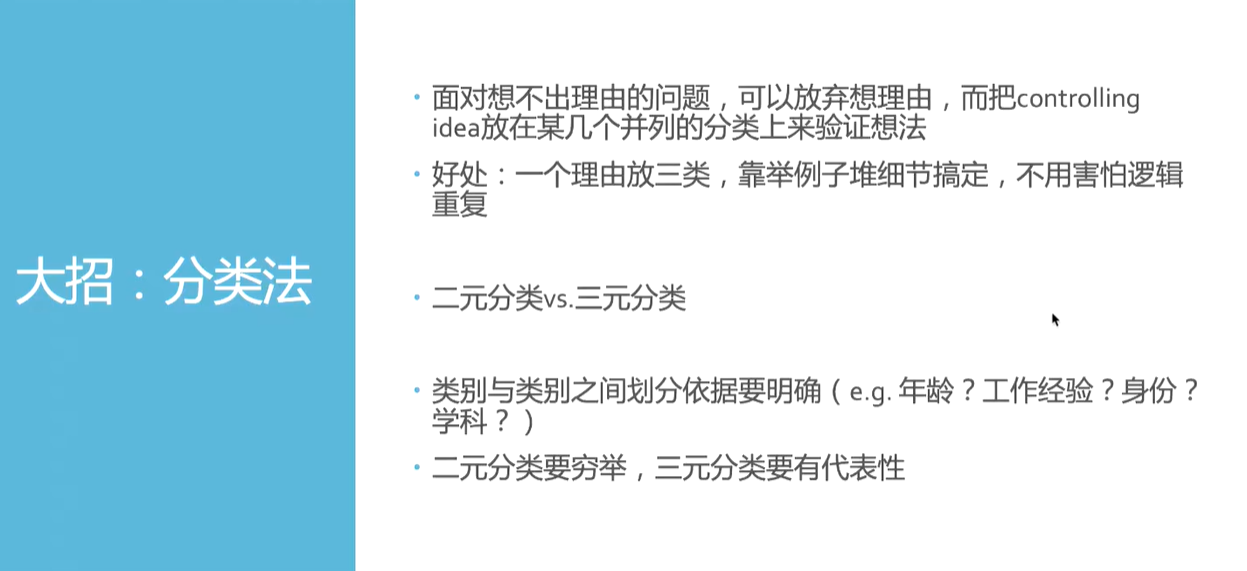 大招：分类法
• 面对想不出理由的问题，可以放弃想理由，而把controlling
idea放在某几个并列的分类上来验证想法
• 好处：一个理由放三类，靠举例子堆细节搞定，不用害怕逻辑
重复
• 二元分类vs.三元分类
• 类别与类别之间划分依据要明确（e.g. 年龄？工作经验？身份？
学科？）
• 二元分类要穷举，三元分类要有代表性